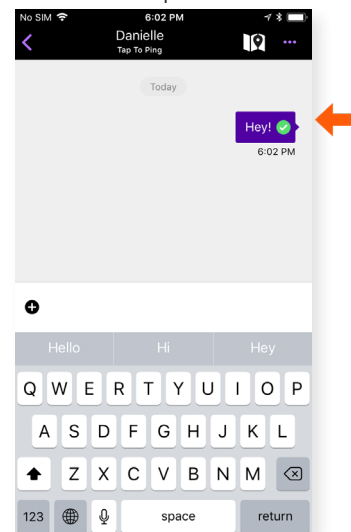 No SIM 6:02 PM
Danielle
Tap To Ping
Today
Hey!
6:02 PM
Hello Hi Hey
Q W E R T Y U I O P
A S D F G H J K L
Z X C V B N M
123 space return